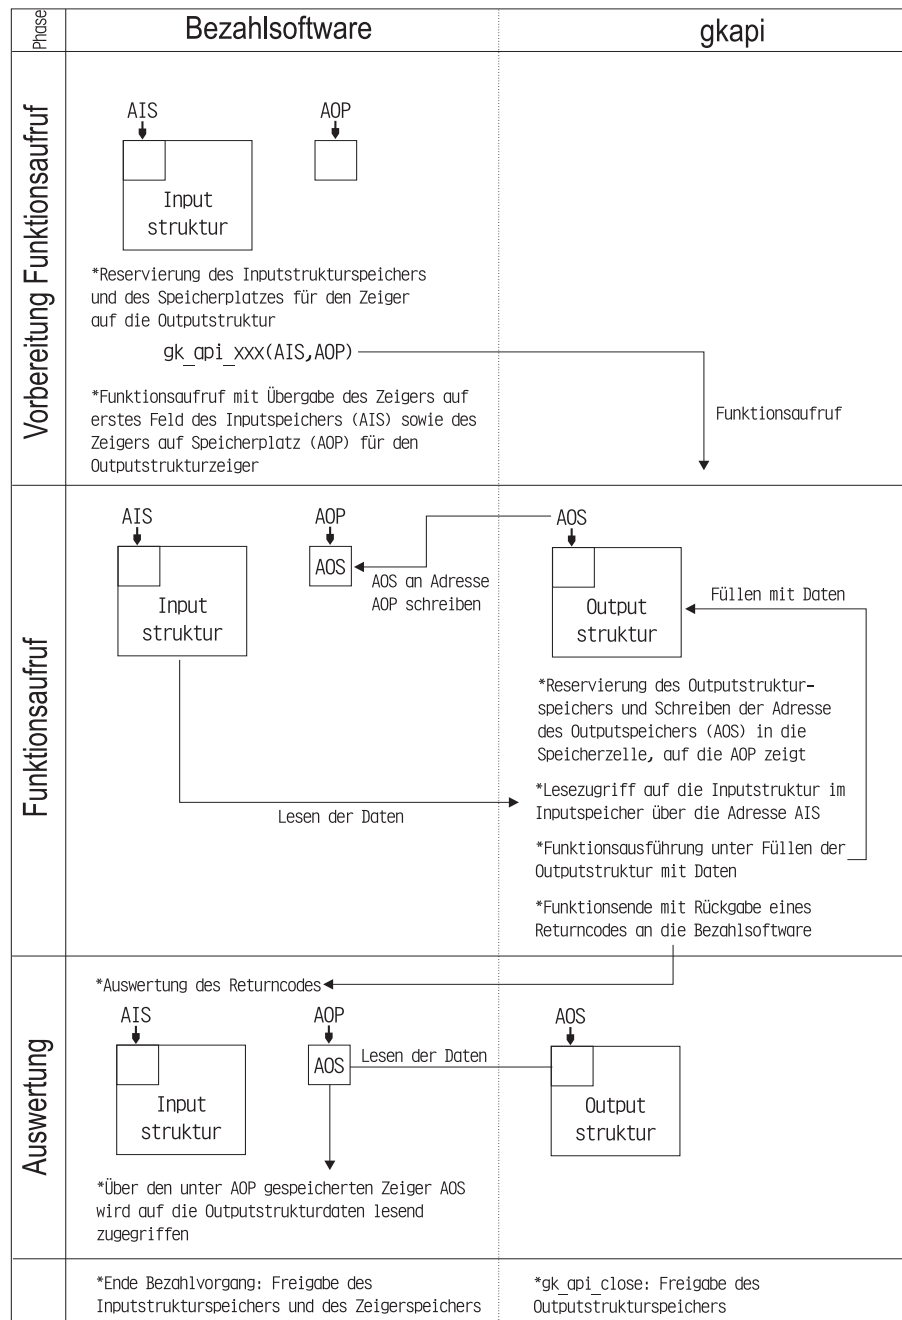 Phase
Bezahlsoftware
gkapi
Vorbereitung Funktionsaufruf
AIS
AOP
Input
struktur
*Reservierung des Inputstrukturspeichers
und des Speicherplatzes für den Zeiger
auf die Outputstruktur
gk_api_xxx(AIS,AOP)
*Funktionsaufruf mit Übergabe des Zeigers auf
erstes Feld des Inputspeichers (AIS) sowie des
Zeigers auf Speicherplatz (AOP) für den
Outputstrukturzeiger
Funktionsaufruf
Funktionsaufruf
AIS
AOP
AOS
AOS
Input
struktur
AOS an Adresse
AOP schreiben
Output
struktur
Füllen mit Daten
*Reservierung des Outputstruktur-
speichers und Schreiben der Adresse
des Outputspeichers (AOS) in die
Speicherzelle, auf die AOP zeigt
*Lesezugriff auf die Inputstruktur im
Inputspeicher über die Adresse AIS
Lesen der Daten
*Funktionsausführung unter Füllen der
Outputstruktur mit Daten
*Funktionsende mit Rückgabe eines
Returncodes an die Bezahlsoftware
Auswertung
*Auswertung des Returncodes
AIS
AOP
AOS
AOS
Lesen der Daten
Input
struktur
Output
struktur
*Über den unter AOP gespeicherten Zeiger AOS
wird auf die Outputstrukturdaten lesend
zugegriffen
*Ende Bezahlvorgang: Freigabe des
Inputstrukturspeichers und des Zeigerspeichers
*gk_api_close: Freigabe des
Outputstrukturspeichers